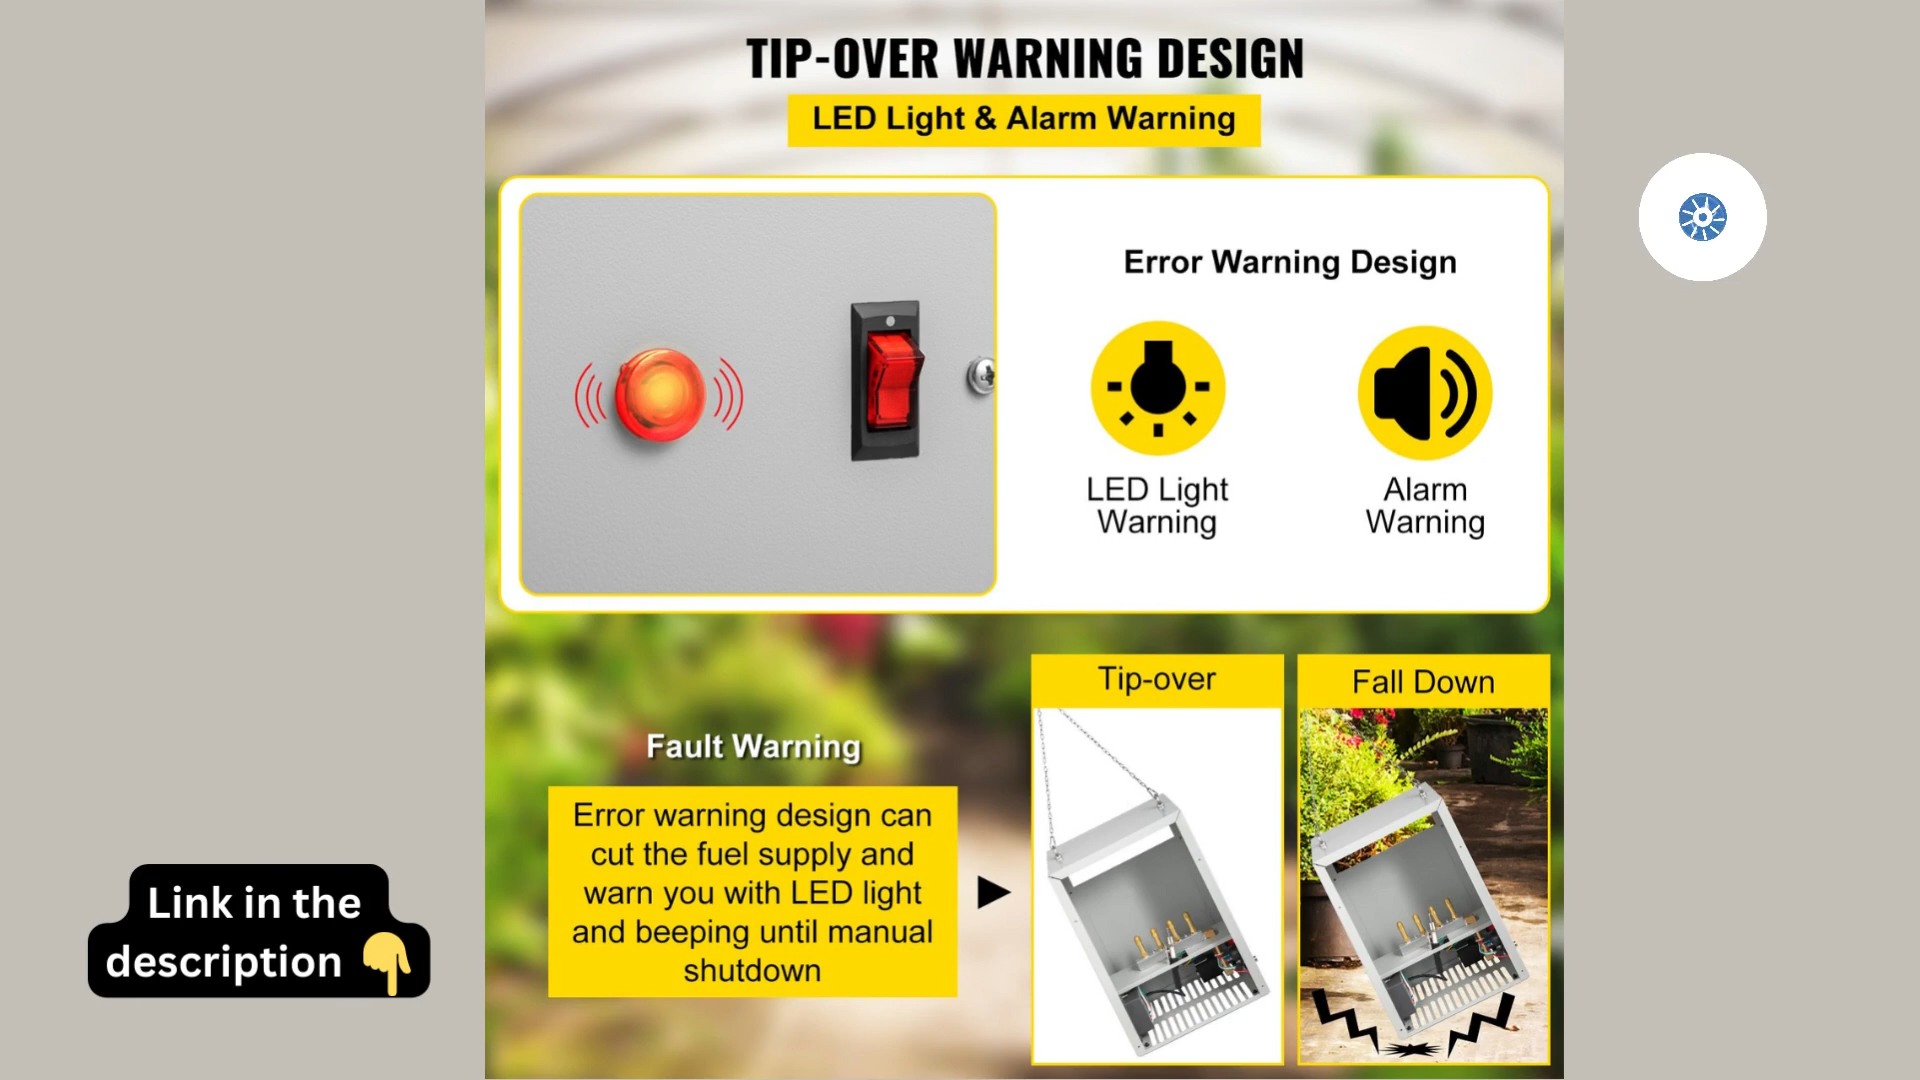 TIP-OVER WARNING DESIGN
LED Light & Alarm Warning
Error Warning Design
LED Light
Warning
Alarm
Warning
Tip-over
Fall Down
Fault Warning
Error warning design can
cut the fuel supply and
warn you with LED light
and beeping until manual
shutdown
Link in the
description 👇